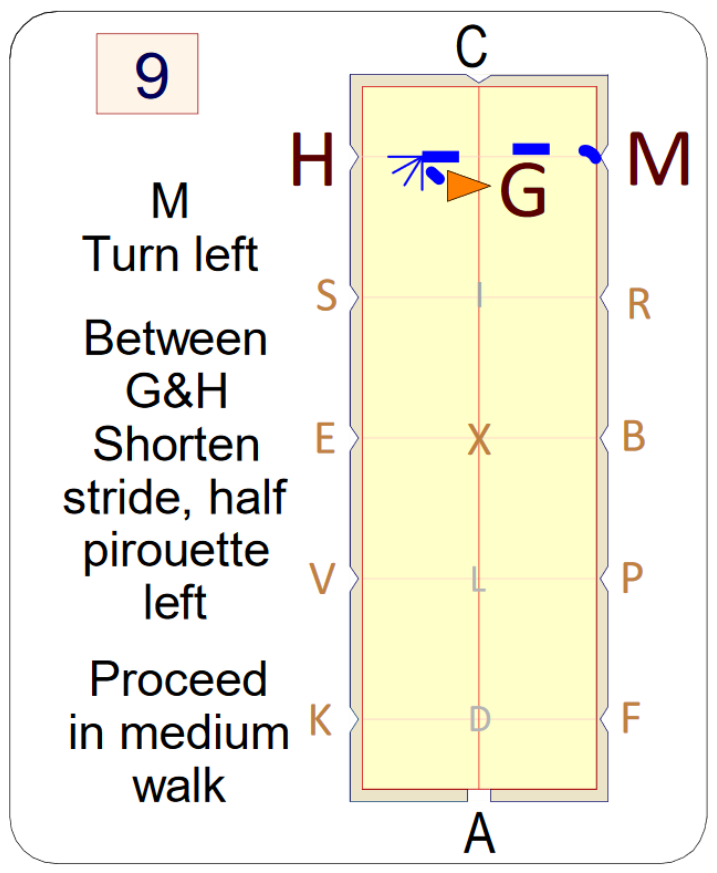 9
M
Turn left
Between
G&H
Shorten
stride, half
pirouette
left
Proceed
in medium
walk
C
H
M
G
S
I
R
E
X
B
V
L
P
K
D
F
A